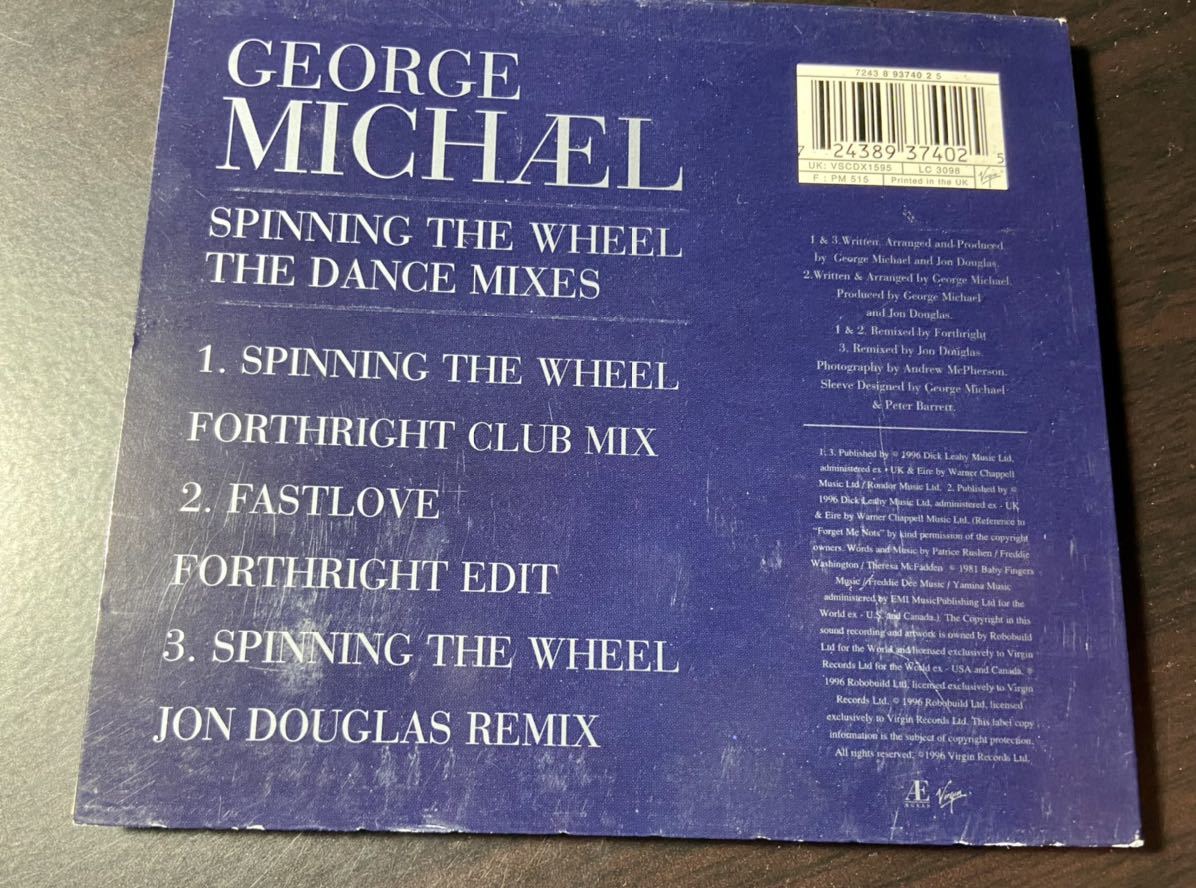 GEORGE
MICHÆL
SPINNING THE WHEEL
THE DANCE MIXES
1. SPINNING THE WHEEL
FORTHRIGHT CLUB MIX
2. FASTLOVE
FORTHRIGHT EDIT
3. SPINNING THE WHEEL
JON DOUGLAS REMIX
7243 8 93740 2 5
7 24389 37402 5
UK: VSCDX1595 LC 3098
F : PM 515 Printed in the UK
Virgin
1 & 3.Written, Arranged and Produced
by George Michael and Jon Douglas.
2.Written & Arranged by George Michael.
Produced by George Michael
and Jon Douglas.
1 & 2. Remixed by Forthright
3. Remixed by Jon Douglas.
Photography by Andrew McPherson.
Sleeve Designed by George Michael
& Peter Barrett.
1, 3. Published by © 1996 Dick Leahy Music Ltd,
administered ex - UK & Eire by Warner Chappell
Music Ltd / Rondor Music Ltd. 2. Published by ©
1996 Dick Leahy Music Ltd, administered ex - UK
& Eire by Warner Chappell Music Ltd. (Reference to
"Forget Me Nots" by kind permission of the copyright
owners. Words and Music by Patrice Rushen / Freddie
Washington / Theresa McFadden © 1981 Baby Fingers
Music / Freddie Dee Music / Yamina Music
administered by EMI MusicPublishing Ltd for the
World ex - U.S. and Canada.). The Copyright in this
sound recording and artwork is owned by Robobuild
Ltd for the World and licensed exclusively to Virgin
Records Ltd for the World ex - USA and Canada. ℗
1996 Robobuild Ltd, licensed exclusively to Virgin
Records Ltd. © 1996 Robobuild Ltd, licensed
exclusively to Virgin Records Ltd. This label copy
information is the subject of copyright protection.
All rights reserved. ©1996 Virgin Records Ltd.
Æ Virgin